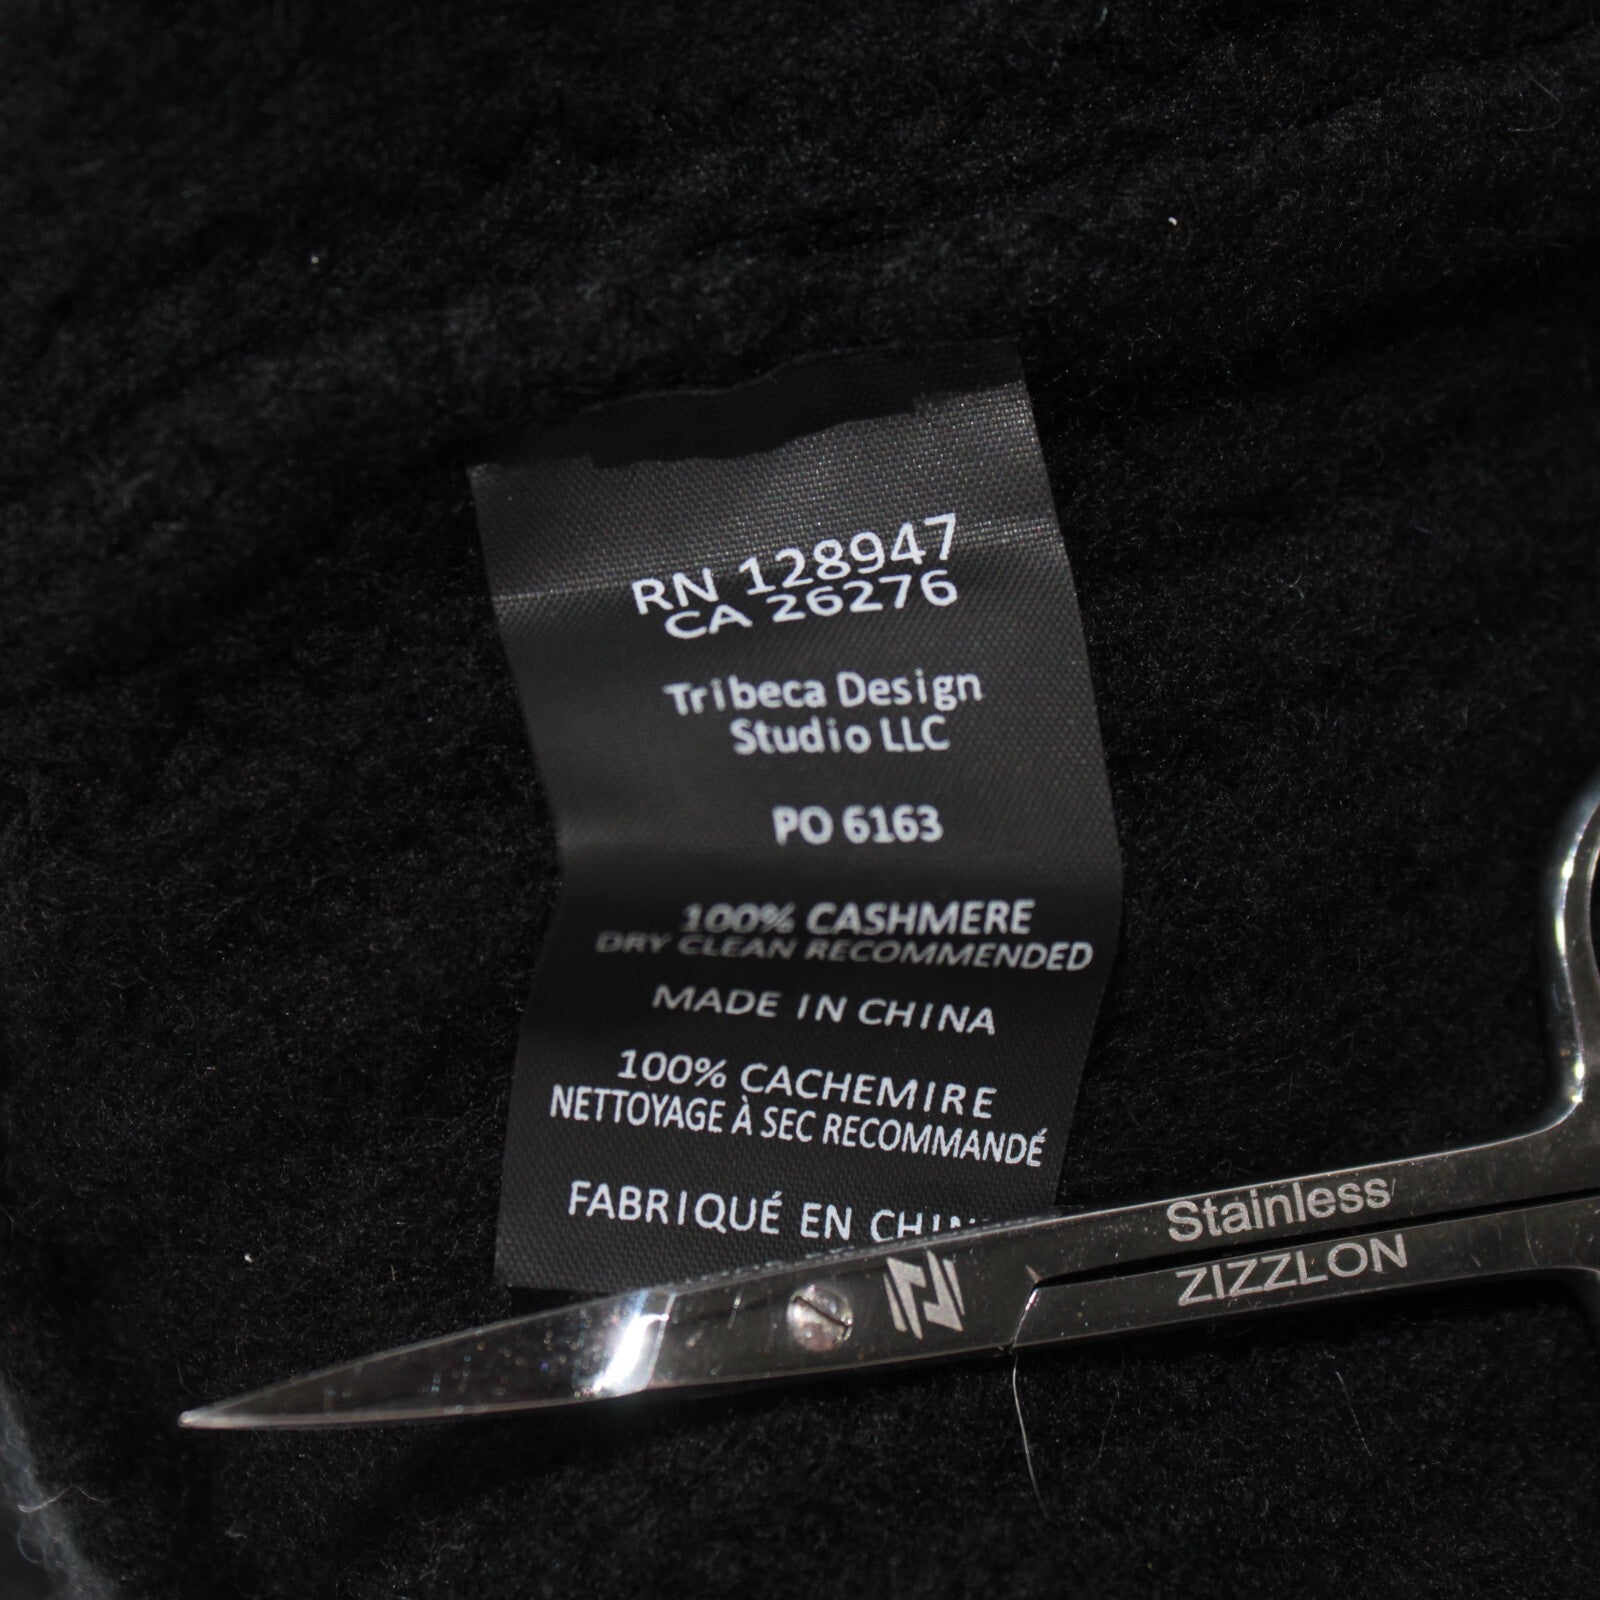 RN 128947
CA 26276
Tribeca Design
Studio LLC
PO 6163
100% CASHMERE
DRY CLEAN RECOMMENDED
MADE IN CHINA
100% CACHEMIRE
NETTOYAGE À SEC RECOMMANDÉ
FABRIQUÉ EN
Stainless
ZIZZLON